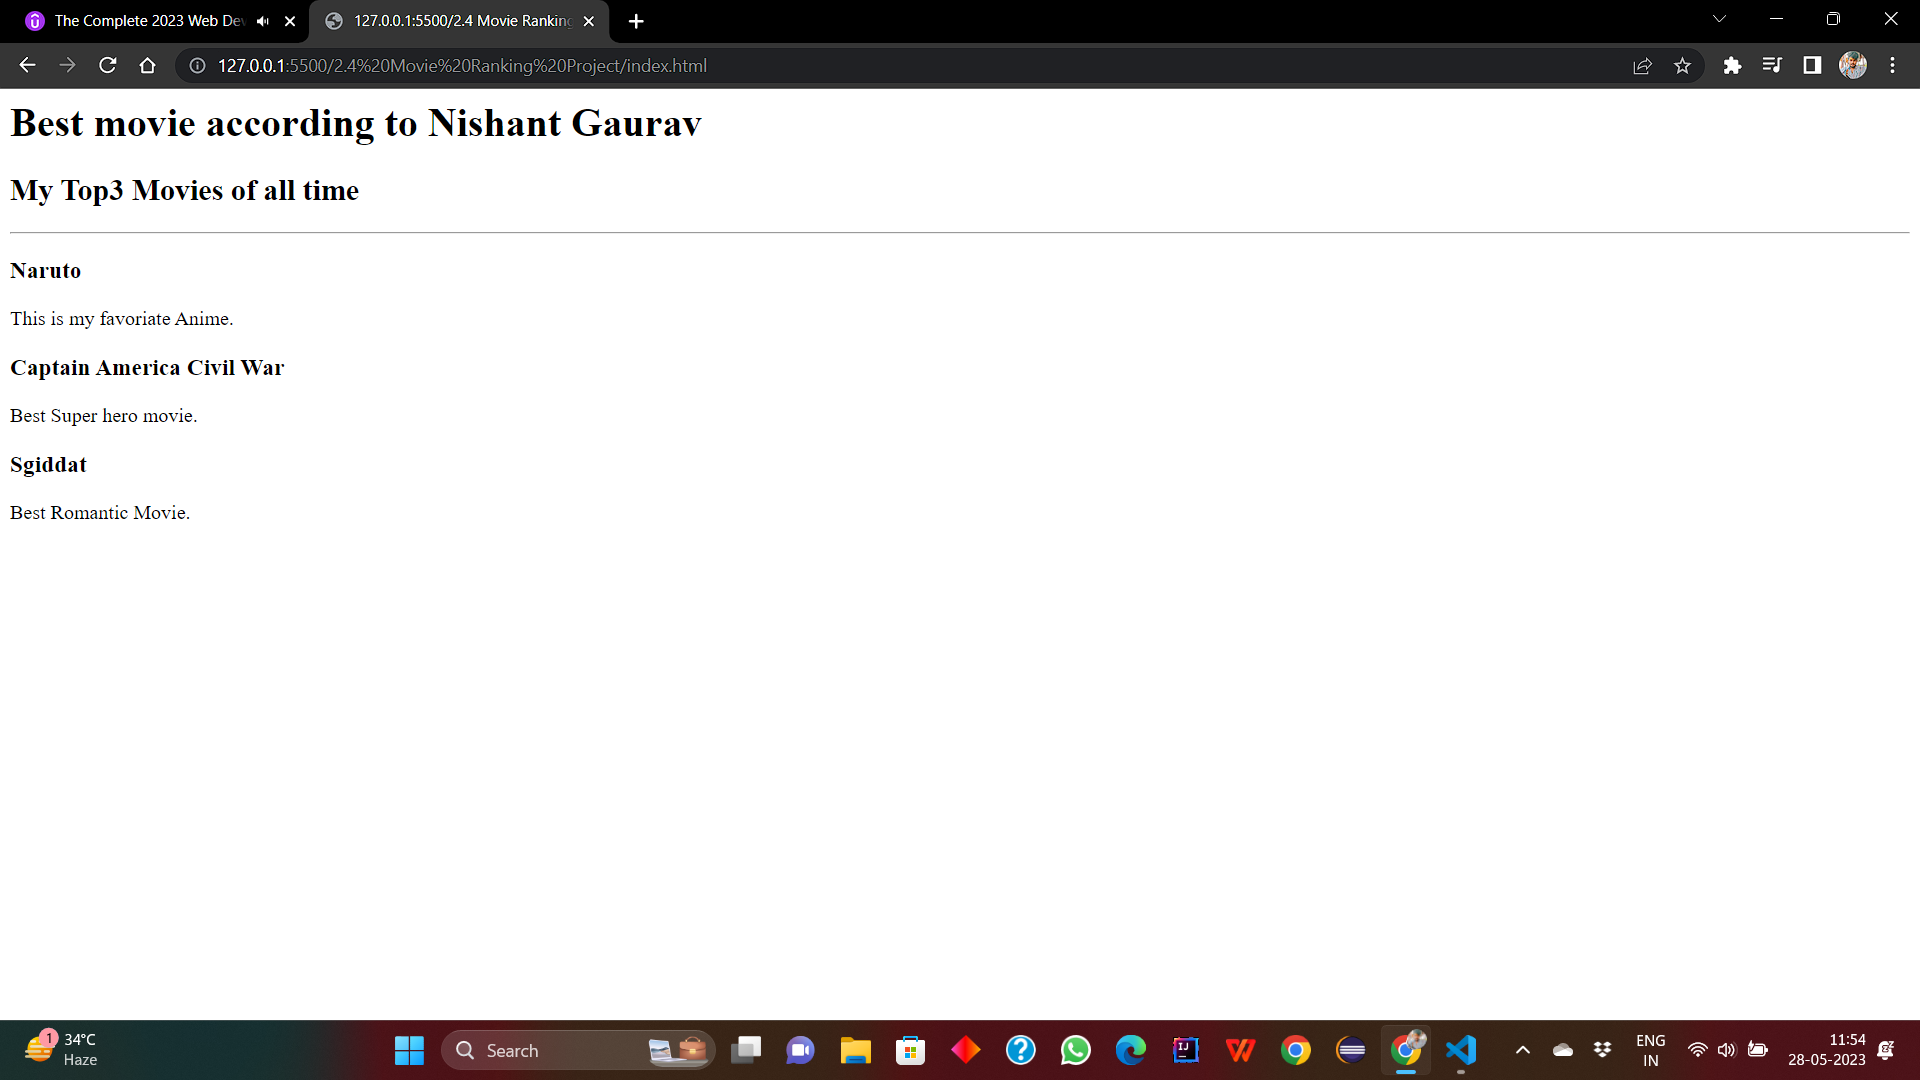 The Complete 2023 Web De
127.0.0.1:5500/2.4 Movie Ranking
127.0.0.1:5500/2.4%20Movie%20Ranking%20Project/index.html
Best movie according to Nishant Gaurav
My Top3 Movies of all time
Naruto
This is my favoriate Anime.
Captain America Civil War
Best Super hero movie.
Sgiddat
Best Romantic Movie.
1
34°C
Haze
Search
ENG
IN
11:54
28-05-2023